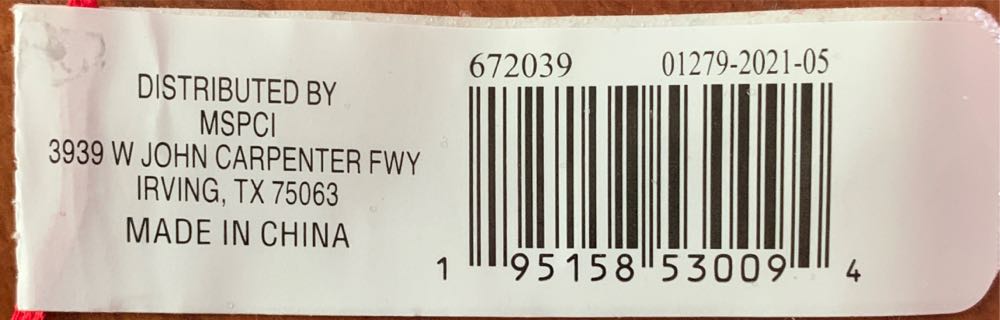 DISTRIBUTED BY
MSPCI
3939 W JOHN CARPENTER FWY
IRVING, TX 75063
MADE IN CHINA
672039 01279-2021-05
1 95158 53009 4